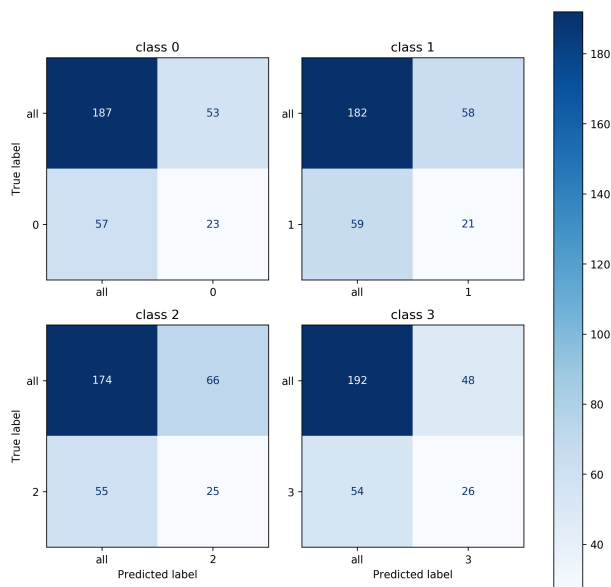 class 0
class 1
True label
all
187
53
0
57
23
all
0
all
182
58
1
59
21
all
1
class 2
class 3
True label
all
174
66
2
55
25
all
2
Predicted label
all
192
48
3
54
26
all
3
Predicted label
180
160
140
120
100
80
60
40